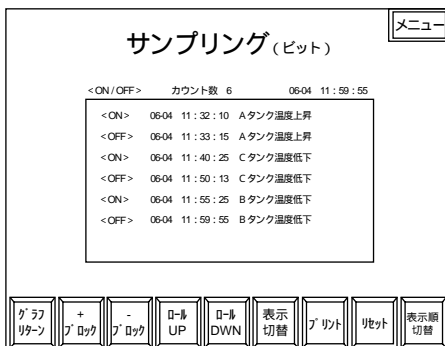 メニュー
サンプリング(ビット)
<ON/OFF> カウント数 6 06-04 11:59:55
<ON> 06-04 11:32:10 Aタンク温度上昇
<OFF> 06-04 11:33:15 Aタンク温度上昇
<ON> 06-04 11:40:25 Cタンク温度低下
<OFF> 06-04 11:50:13 Cタンク温度低下
<ON> 06-04 11:55:25 Bタンク温度低下
<OFF> 06-04 11:59:55 Bタンク温度低下
グラフ
リターン
+
ブロック
-
ブロック
ロール
UP
ロール
DWN
表示
切替
プリント
リセット
表示順
切替